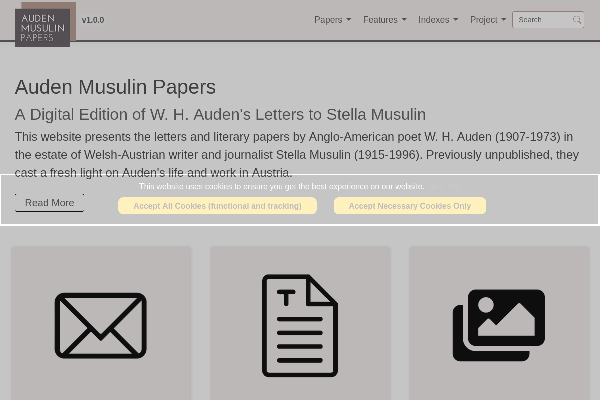 AUDEN
MUSULIN
PAPERS
v1.0.0
Papers
Features
Indexes
Project
Search
Auden Musulin Papers
A Digital Edition of W. H. Auden's Letters to Stella Musulin
This website presents the letters and literary papers by Anglo-American poet W. H. Auden (1907-1973) in
the estate of Welsh-Austrian writer and journalist Stella Musulin (1915-1996). Previously unpublished, they
cast a fresh light on Auden's life and work in Austria.
This website uses cookies to ensure you get the best experience on our website.
Read More
Accept All Cookies (functional and tracking)
Accept Necessary Cookies Only
T